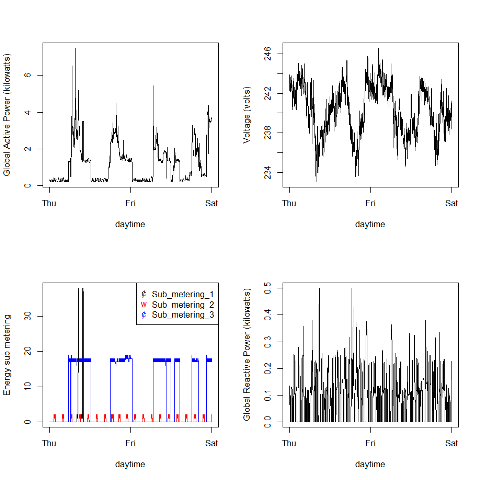 Global Active Power (kilowatts)
6
4
2
0
Thu Fri Sat
daytime
Voltage (volts)
246
242
238
234
Thu Fri Sat
daytime
Energy sub metering
30
20
10
0
Sub_metering_1
Sub_metering_2
Sub_metering_3
Thu Fri Sat
daytime
Global Reactive Power (kilowatts)
0.5
0.4
0.3
0.2
0.1
0.0
Thu Fri Sat
daytime